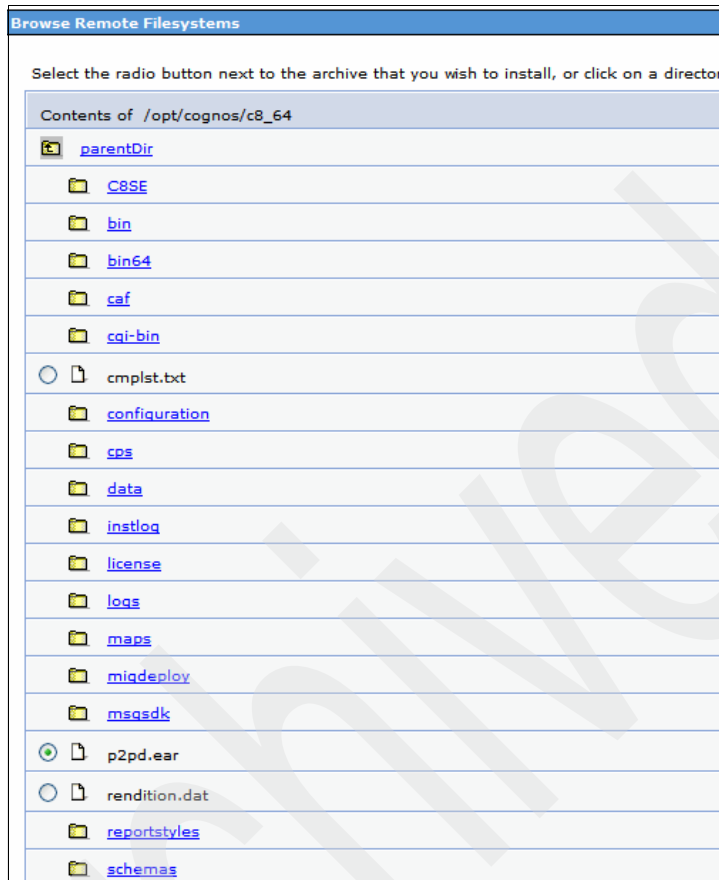 Browse Remote Filesystems
Select the radio button next to the archive that you wish to install, or click on a director
Contents of /opt/cognos/c8_64
parentDir
C8SE
bin
bin64
caf
cgi-bin
cmplst.txt
configuration
cps
data
instlog
license
logs
maps
migdeploy
msgsdk
p2pd.ear
rendition.dat
reportstyles
schemas